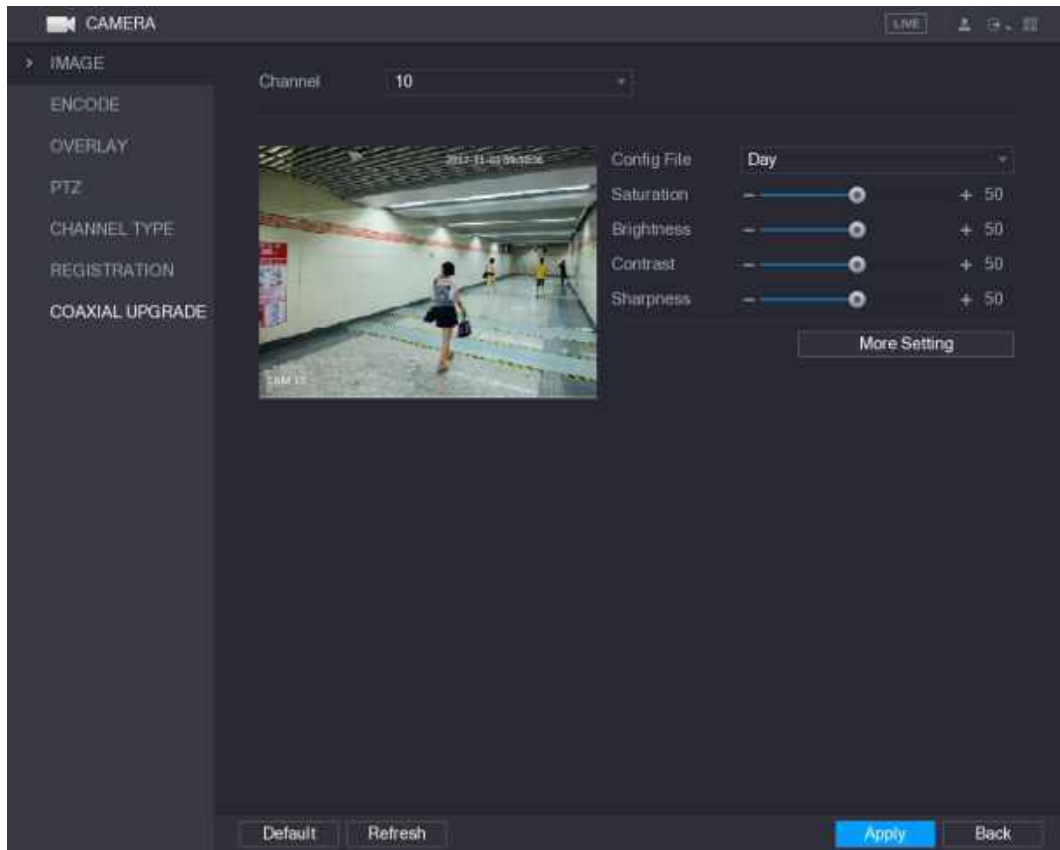 CAMERA
LIVE
IMAGE
ENCODE
OVERLAY
PTZ
CHANNEL TYPE
REGISTRATION
COAXIAL UPGRADE
Channel 10
Config File Day
Saturation - + 50
Brightness - + 50
Contrast - + 50
Sharpness - + 50
More Setting
Default Refresh Apply Back